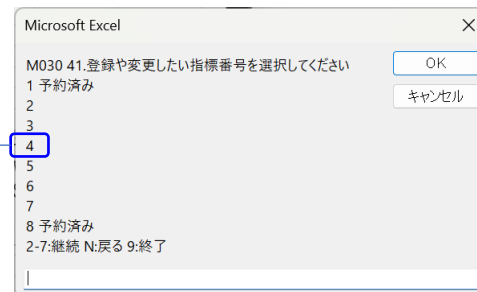 Microsoft Excel
M030 41.登録や変更したい指標番号を選択してください
OK
1 予約済み
キャンセル
2
3
4
5
6
7
8 予約済み
2-7:継続 N:戻る 9:終了